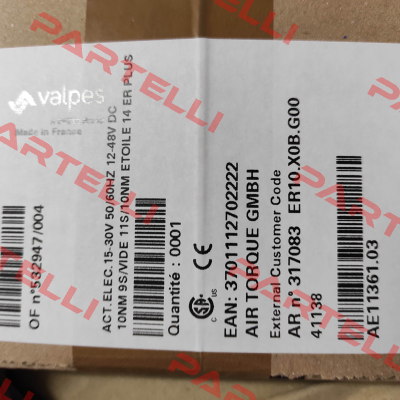 valpes
Made in France
OF n°532947/004
ACT.ELEC.15-30V 50/60HZ 12-48V DC
10NM 9S/VIDE 11S/10NM ETOILE 14 ER PLUS
Quantité : 0001
EAN: 3701112702222
AIR TORQUE GMBH
External Customer Code
AR n° 317083 ER10.X0B.G00
41138
AE11361.03
PARTELLI
PARTELLI
PARTELLI
PARTELLI
PARTELLI